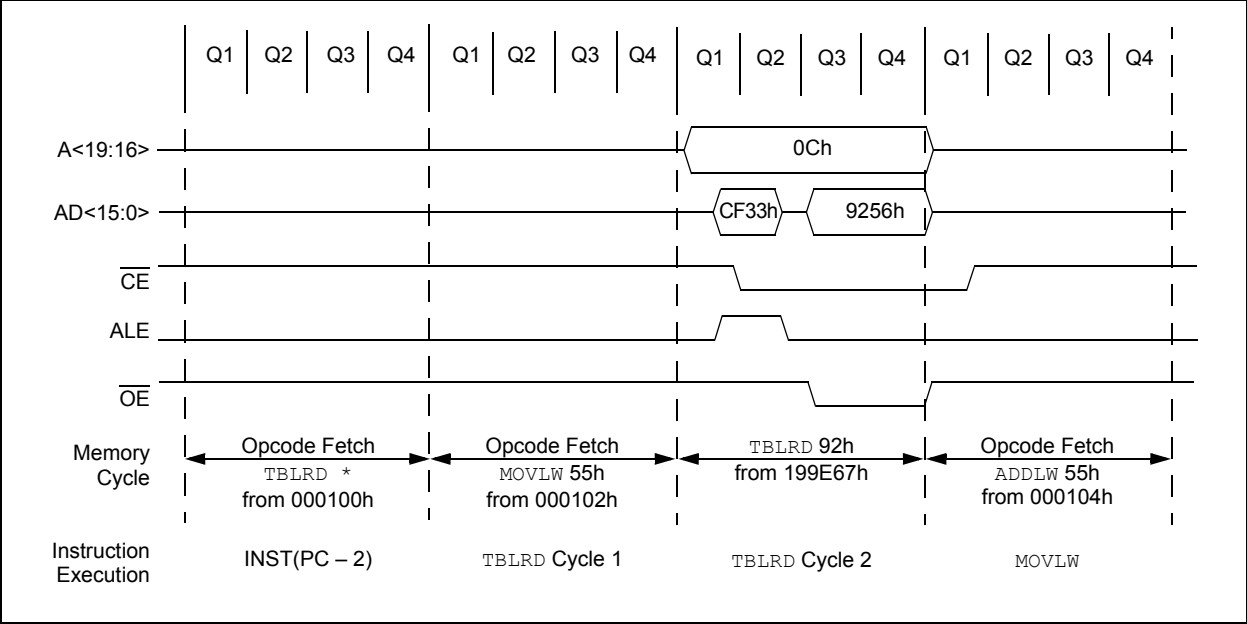 Q1 Q2 Q3 Q4 Q1 Q2 Q3 Q4 Q1 Q2 Q3 Q4 Q1 Q2 Q3 Q4
A<19:16> 0Ch
AD<15:0> CF33h 9256h
CE
ALE
OE
Memory
Cycle
Opcode Fetch
TBLRD *
from 000100h
Opcode Fetch
MOVLW 55h
from 000102h
TBLRD 92h
from 199E67h
Opcode Fetch
ADDLW 55h
from 000104h
Instruction
Execution
INST(PC – 2)
TBLRD Cycle 1
TBLRD Cycle 2
MOVLW